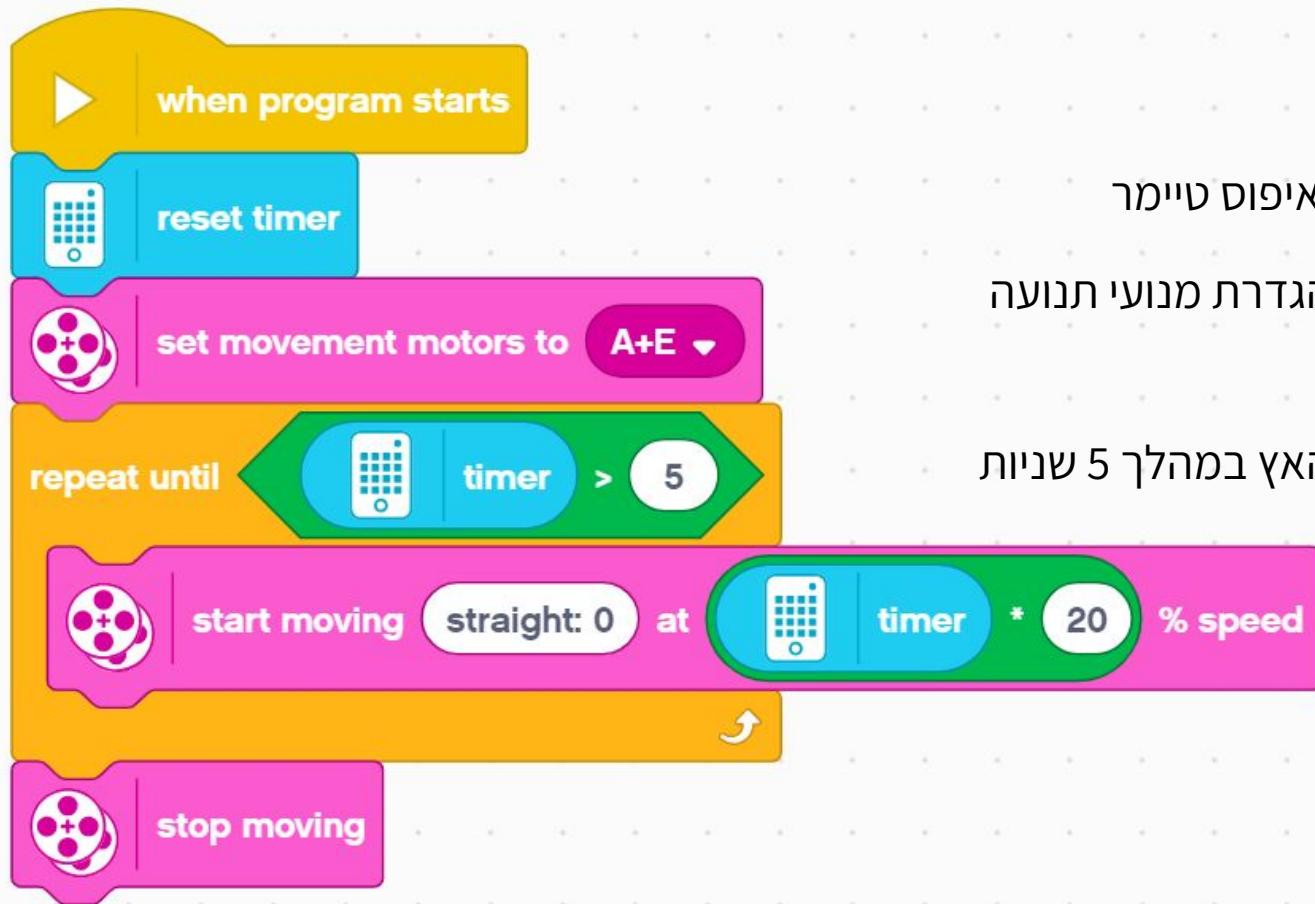 when program starts
reset timer
איפוס טיימר
set movement motors to A+E
הגדרת מנועי תנועה
repeat until timer > 5
האץ במהלך 5 שניות
start moving straight: 0 at timer * 20 % speed
stop moving